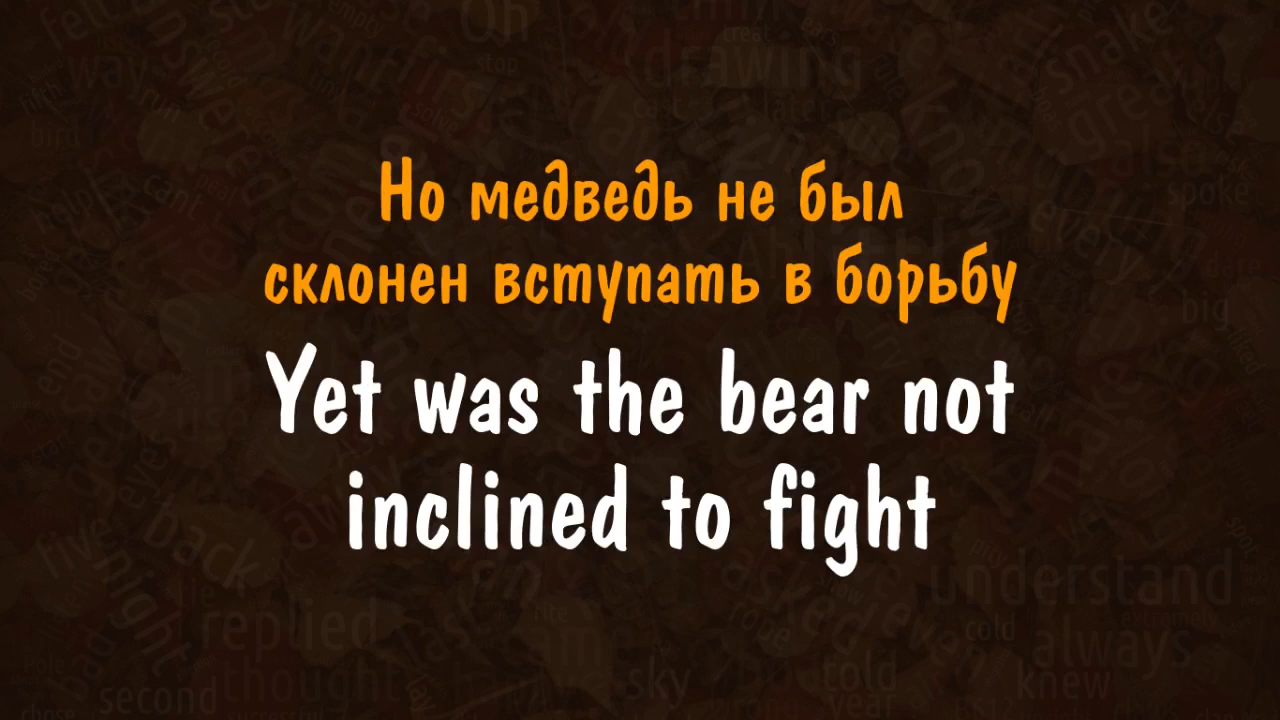 Но медведь не был
склонен вступать в борьбу
Yet was the bear not
inclined to fight